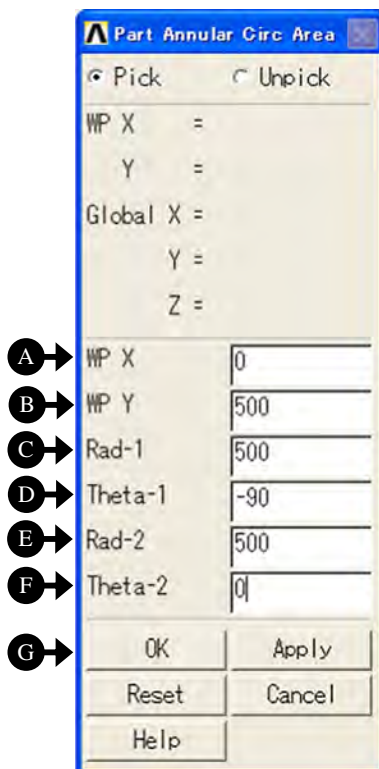 Part Annular Circ Area
Pick Unpick
WP X =
Y =
Global X =
Y =
Z =
A WP X 0
B WP Y 500
C Rad-1 500
D Theta-1 -90
E Rad-2 500
F Theta-2 0
G OK Apply
Reset Cancel
Help